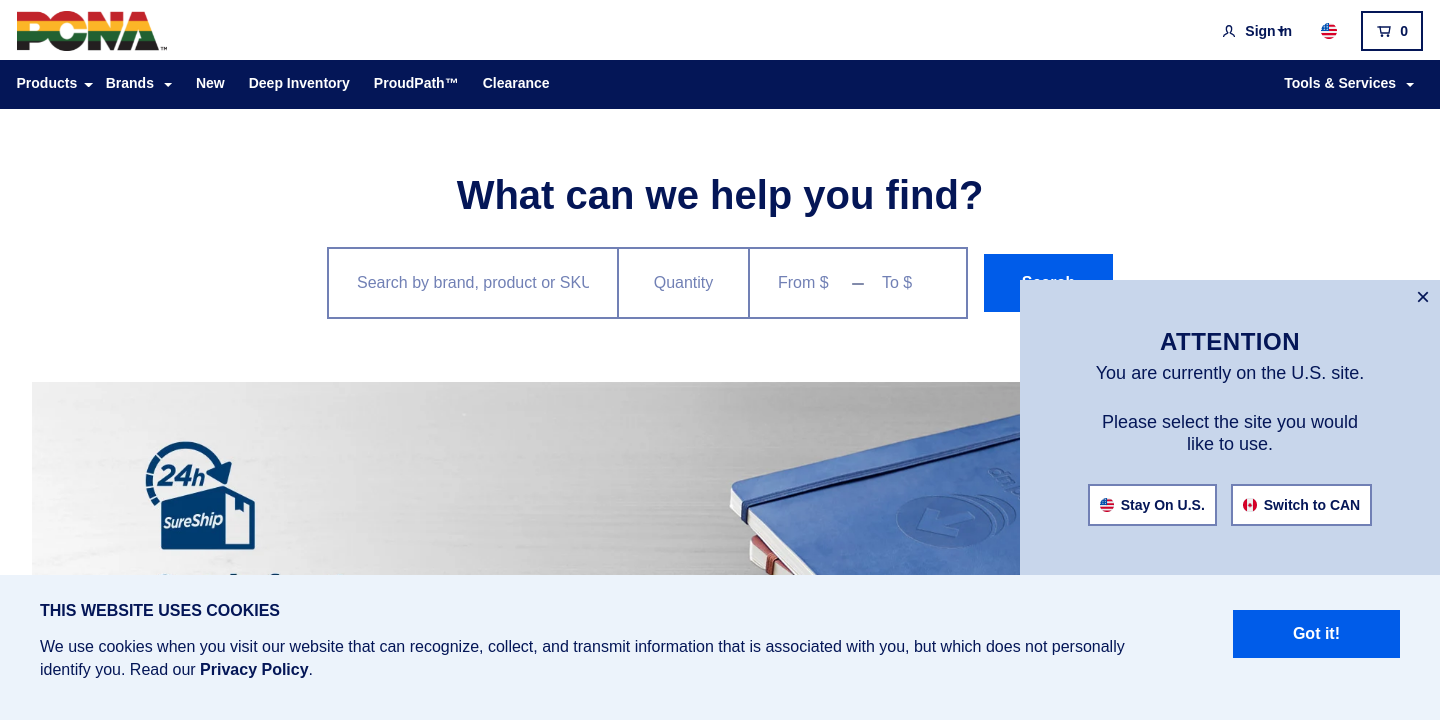 PCNA™
Sign In
0
Products
Brands
New
Deep Inventory
ProudPath™
Clearance
Tools & Services
What can we help you find?
Search by brand, product or SKU
Quantity
From $
To $
×
ATTENTION
You are currently on the U.S. site.
Please select the site you would
like to use.
Stay On U.S.
Switch to CAN
24h
SureShip
THIS WEBSITE USES COOKIES
We use cookies when you visit our website that can recognize, collect, and transmit information that is associated with you, but which does not personally
identify you. Read our Privacy Policy.
Got it!